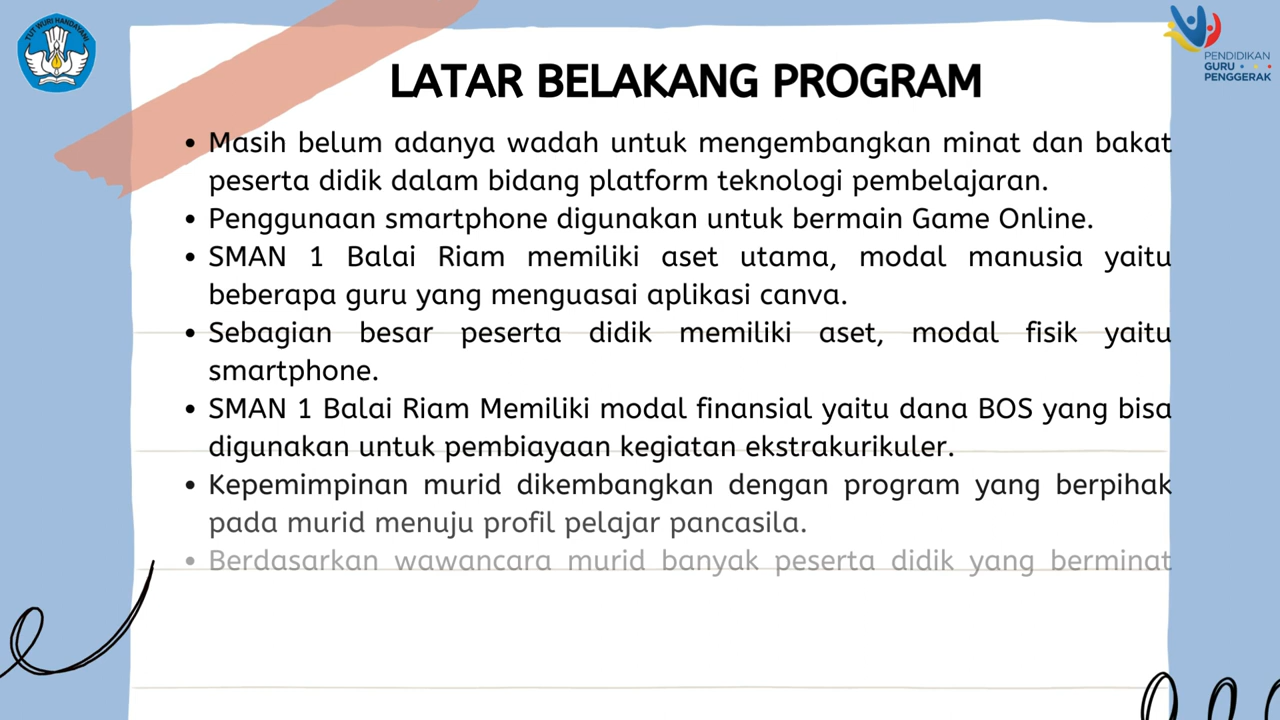 TUT WURI HANDAYANI
PENDIDIKAN
GURU
PENGGERAK
LATAR BELAKANG PROGRAM
• Masih belum adanya wadah untuk mengembangkan minat dan bakat
peserta didik dalam bidang platform teknologi pembelajaran.
• Penggunaan smartphone digunakan untuk bermain Game Online.
• SMAN 1 Balai Riam memiliki aset utama, modal manusia yaitu
beberapa guru yang menguasai aplikasi canva.
• Sebagian besar peserta didik memiliki aset, modal fisik yaitu
smartphone.
• SMAN 1 Balai Riam Memiliki modal finansial yaitu dana BOS yang bisa
digunakan untuk pembiayaan kegiatan ekstrakurikuler.
• Kepemimpinan murid dikembangkan dengan program yang berpihak
pada murid menuju profil pelajar pancasila.
• Berdasarkan wawancara murid banyak peserta didik yang berminat